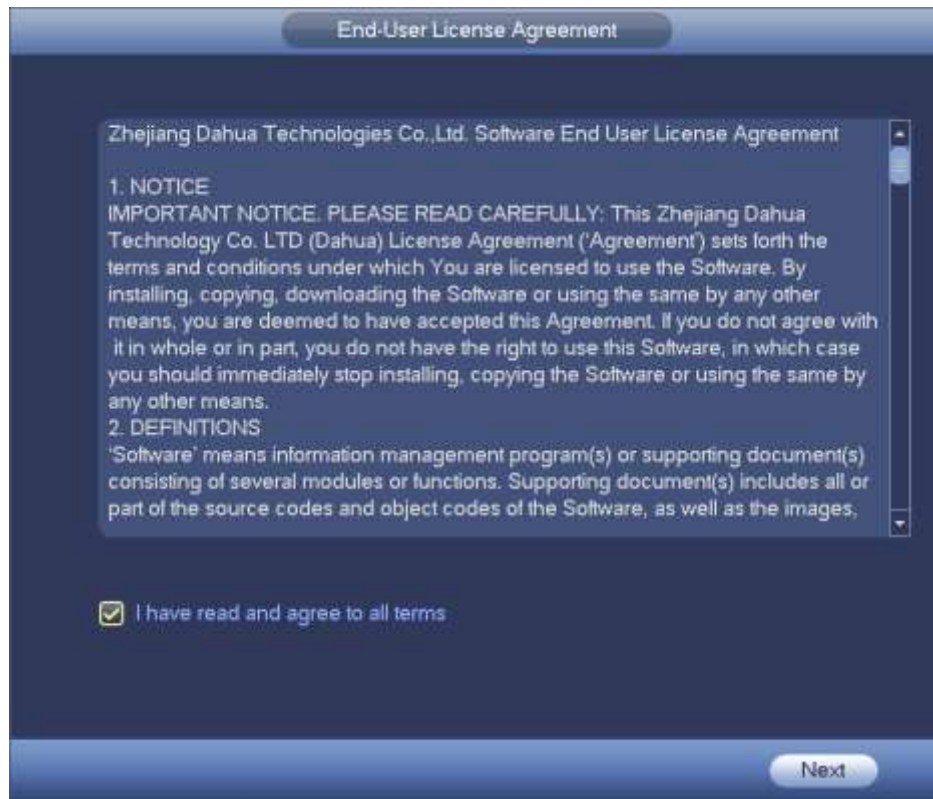 End-User License Agreement
Zhejiang Dahua Technologies Co.,Ltd. Software End User License Agreement
1. NOTICE
IMPORTANT NOTICE. PLEASE READ CAREFULLY: This Zhejiang Dahua
Technology Co. LTD (Dahua) License Agreement ('Agreement') sets forth the
terms and conditions under which You are licensed to use the Software. By
installing, copying, downloading the Software or using the same by any other
means, you are deemed to have accepted this Agreement. If you do not agree with
it in whole or in part, you do not have the right to use this Software, in which case
you should immediately stop installing, copying the Software or using the same by
any other means.
2. DEFINITIONS
'Software' means information management program(s) or supporting document(s)
consisting of several modules or functions. Supporting document(s) includes all or
part of the source codes and object codes of the Software, as well as the images,
I have read and agree to all terms
Next